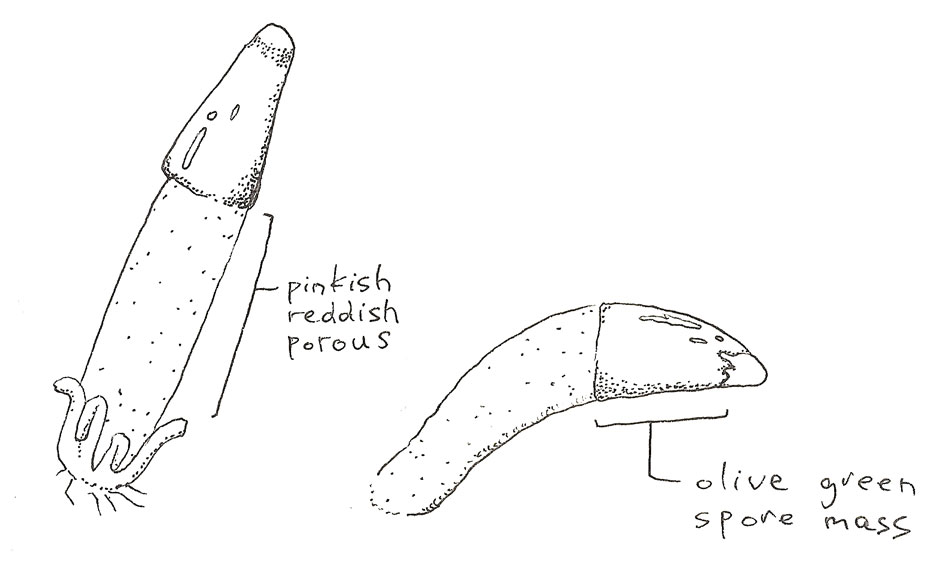 pinkish
reddish
porous
olive green
spore mass